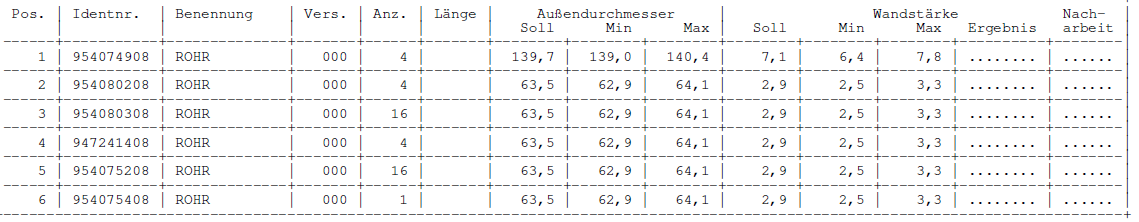 Pos. | Identnr. | Benennung | Vers. | Anz. | Länge | Außendurchmesser | Wandstärke Nach-
Soll Min Max | Soll Min Max Ergebnis arbeit
1 | 954074908 | ROHR | 000 | 4 | | 139,7 | 139,0 | 140,4 | 7,1 | 6,4 | 7,8 | ........ | ......
2 | 954080208 | ROHR | 000 | 4 | | 63,5 | 62,9 | 64,1 | 2,9 | 2,5 | 3,3 | ........ | ......
3 | 954080308 | ROHR | 000 | 16 | | 63,5 | 62,9 | 64,1 | 2,9 | 2,5 | 3,3 | ........ | ......
4 | 947241408 | ROHR | 000 | 4 | | 63,5 | 62,9 | 64,1 | 2,9 | 2,5 | 3,3 | ........ | ......
5 | 954075208 | ROHR | 000 | 16 | | 63,5 | 62,9 | 64,1 | 2,9 | 2,5 | 3,3 | ........ | ......
6 | 954075408 | ROHR | 000 | 1 | | 63,5 | 62,9 | 64,1 | 2,9 | 2,5 | 3,3 | ........ | ......